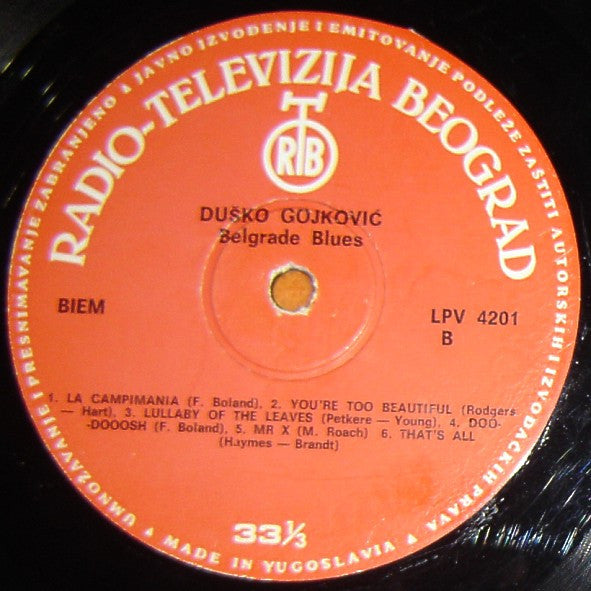 UMNOŽAVANJE I PRESNIMAVANJE ZABRANJENO ▲ JAVNO IZVOĐENJE I EMITOVANJE PODLEŽE ZAŠTITI AUTORSKIH I IZVOĐAČKIH PRAVA ▲
RADIO-TELEVIZIJA BEOGRAD
RTB
DUŠKO GOJKOVIĆ
Belgrade Blues
BIEM
LPV 4201
B
1. LA CAMPIMANIA (F. Boland), 2. YOU'RE TOO BEAUTIFUL (Rodgers
— Hart), 3. LULLABY OF THE LEAVES (Petkere — Young), 4. DOO-
-DOOOSH (F. Boland), 5. MR X (M. Roach) 6. THAT'S ALL
(Haymes — Brandt)
33⅓
▲ MADE IN YUGOSLAVIA ▲